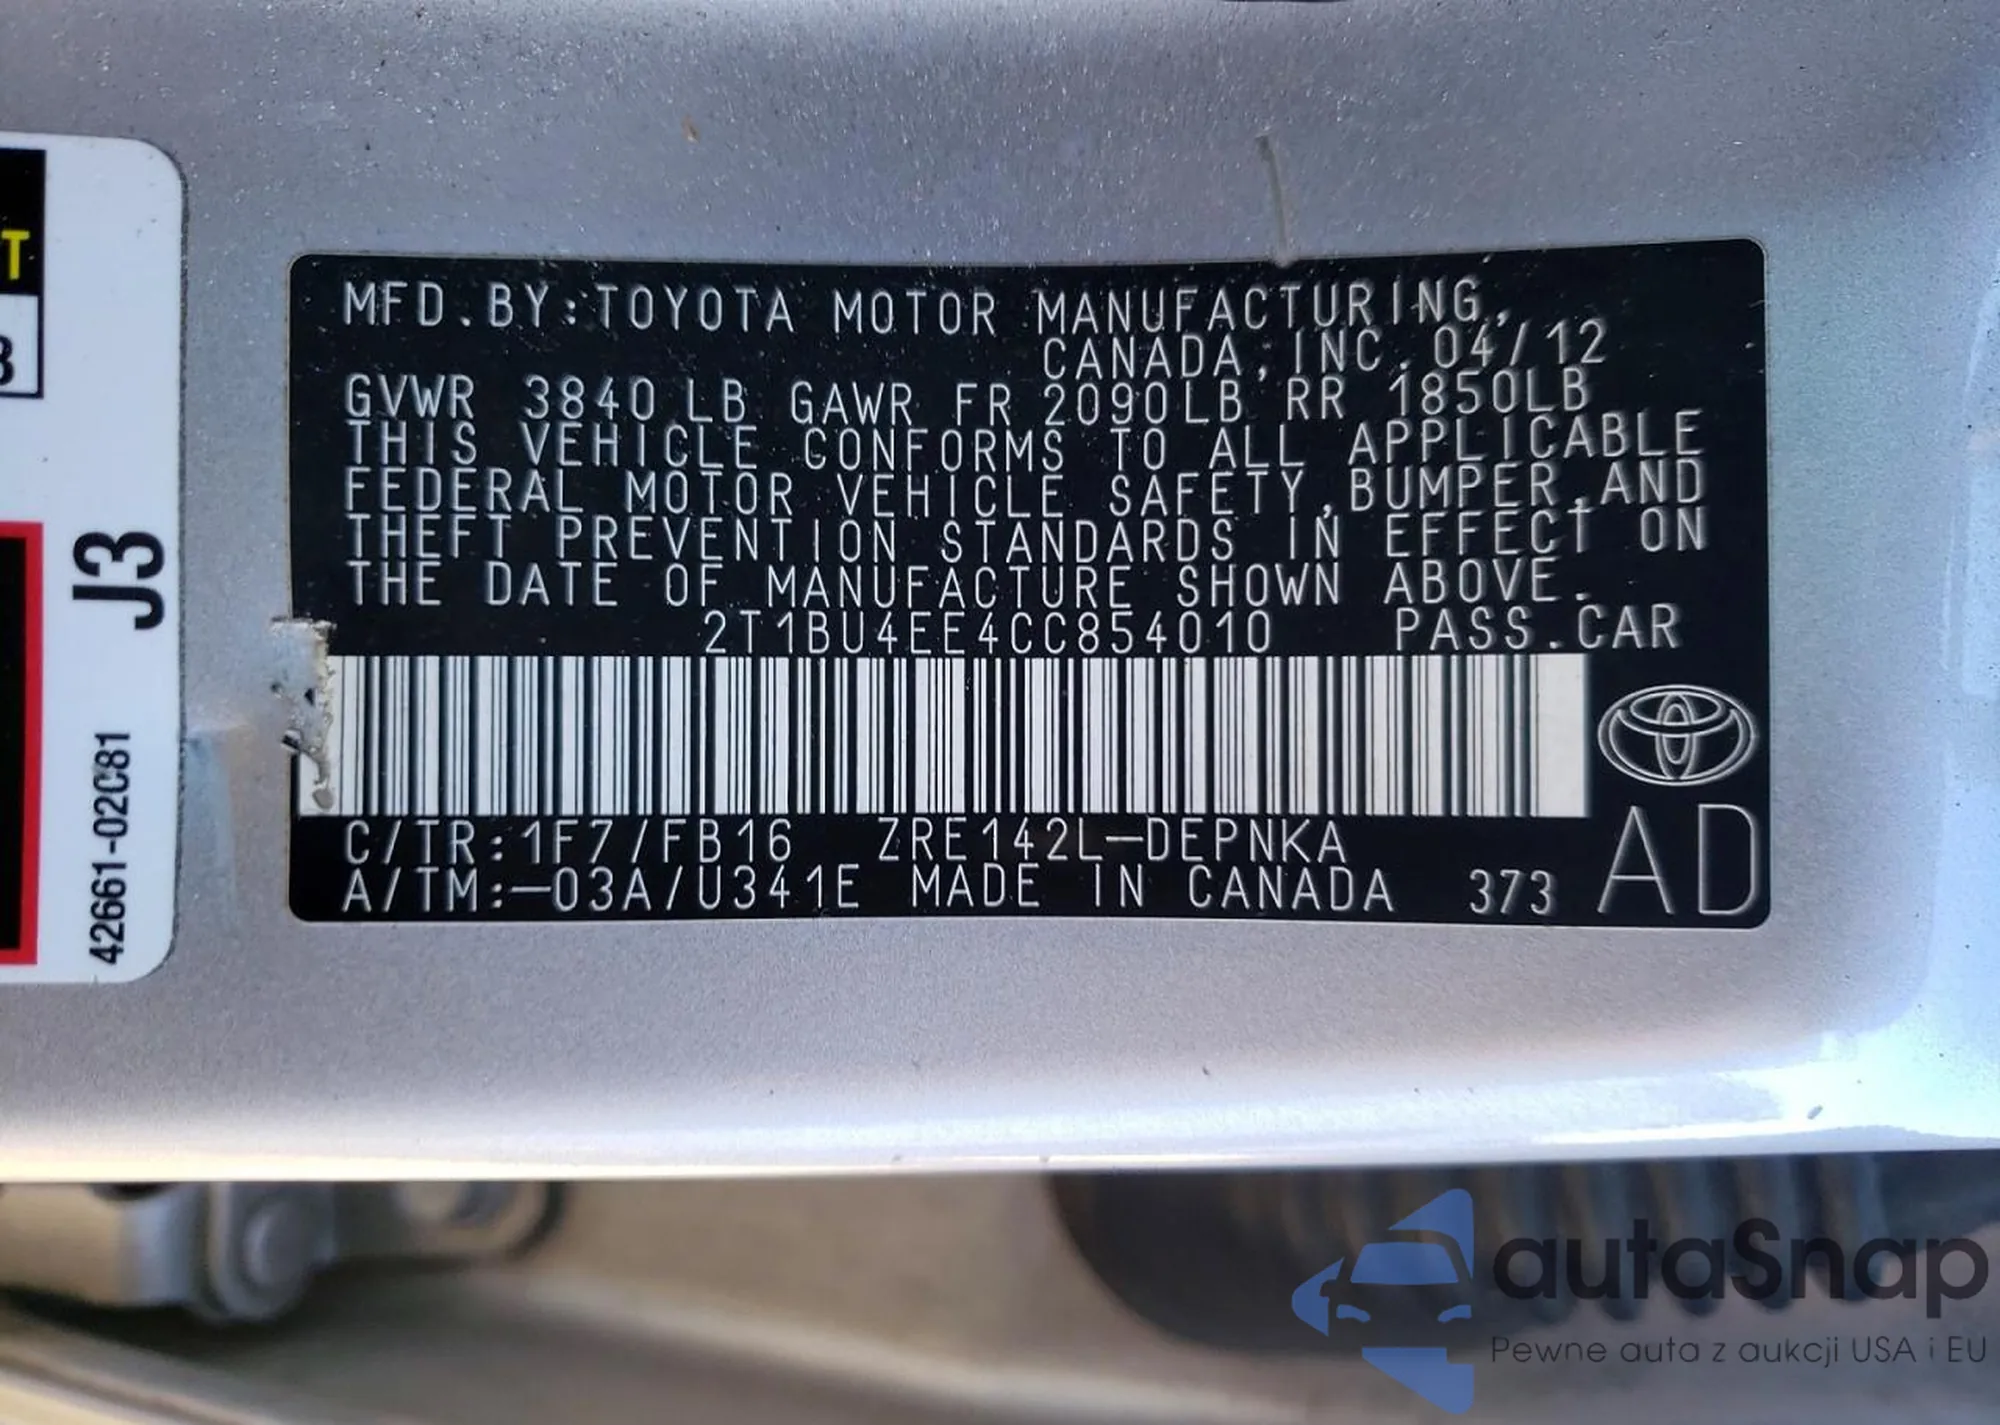 T
3
J3
42661-02C81
MFD.BY:TOYOTA MOTOR MANUFACTURING,
CANADA,INC. 04/12
GVWR 3840 LB GAWR FR 2090LB RR 1850LB
THIS VEHICLE CONFORMS TO ALL APPLICABLE
FEDERAL MOTOR VEHICLE SAFETY,BUMPER,AND
THEFT PREVENTION STANDARDS IN EFFECT ON
THE DATE OF MANUFACTURE SHOWN ABOVE.
2T1BU4EE4CC854010 PASS.CAR
C/TR:1F7/FB16 ZRE142L-DEPNKA
A/TM:-03A/U341E MADE IN CANADA 373
AD
autaSnap
Pewne auta z aukcji USA i EU